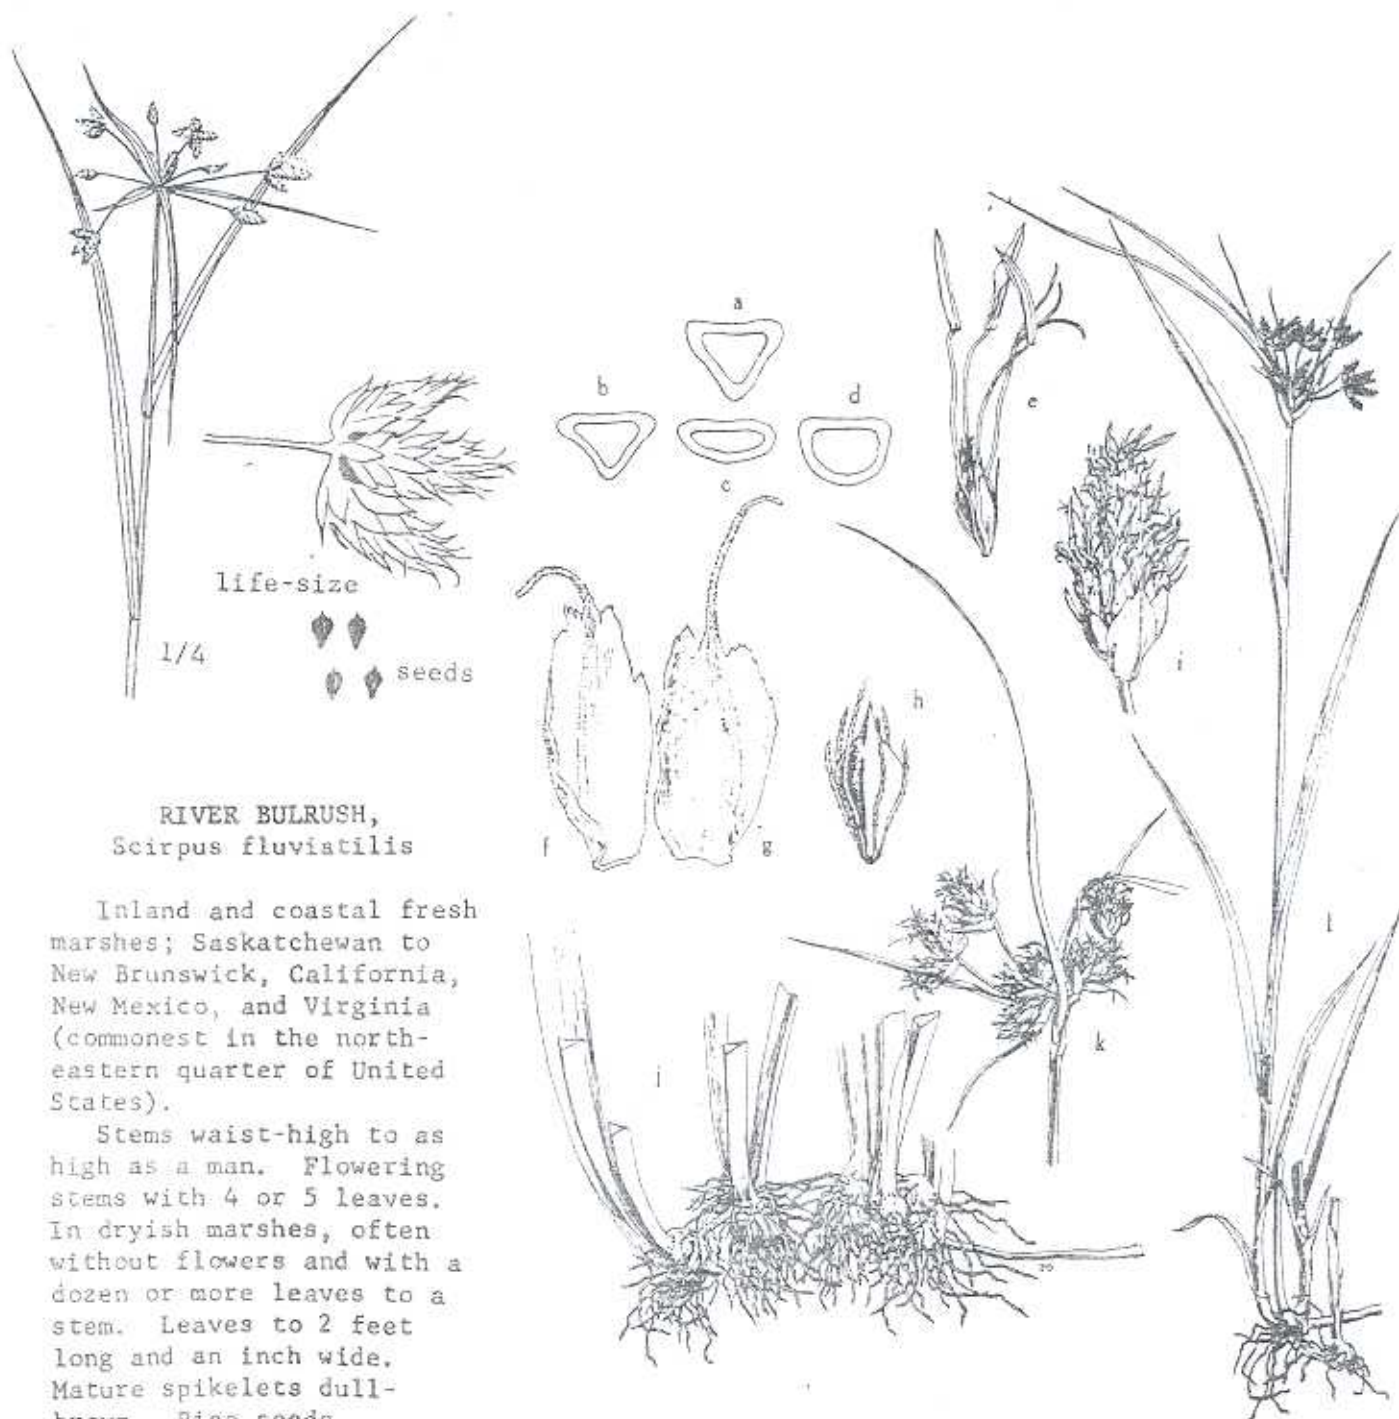 a
b
d
c
e
life-size
1/4
seeds
i
h
f
g
RIVER BULRUSH,
Scirpus fluviatilis
Inland and coastal fresh
marshes; Saskatchewan to
New Brunswick, California,
New Mexico, and Virginia
(commonest in the north-
eastern quarter of United
States).
Stems waist-high to as
high as a man. Flowering
stems with 4 or 5 leaves.
In dryish marshes, often
without flowers and with a
dozen or more leaves to a
stem. Leaves to 2 feet
long and an inch wide.
Mature spikelets dull-
brown. Ripe seeds
j
k
l